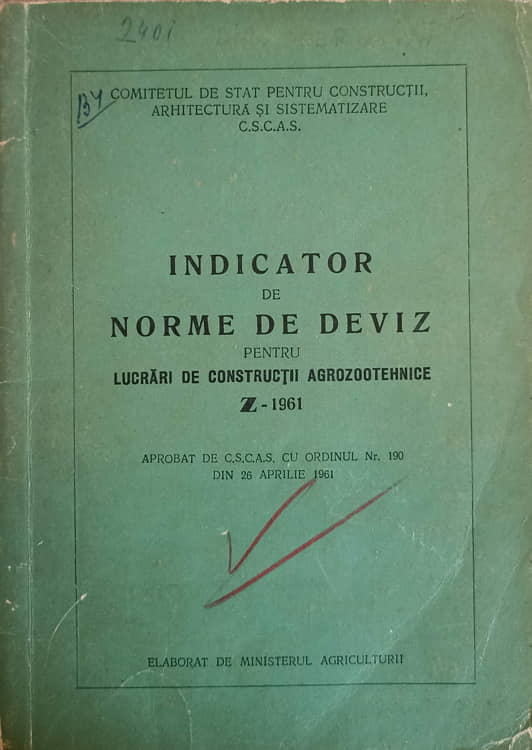 2401
COMITETUL DE STAT PENTRU CONSTRUCȚII,
ARHITECTURĂ ȘI SISTEMATIZARE
C.S.C.A.S.
INDICATOR
DE
NORME DE DEVIZ
PENTRU
LUCRĂRI DE CONSTRUCȚII AGROZOOTEHNICE
Z - 1961
APROBAT DE C.S.C.A.S. CU ORDINUL Nr. 190
DIN 26 APRILIE 1961
ELABORAT DE MINISTERUL AGRICULTURII